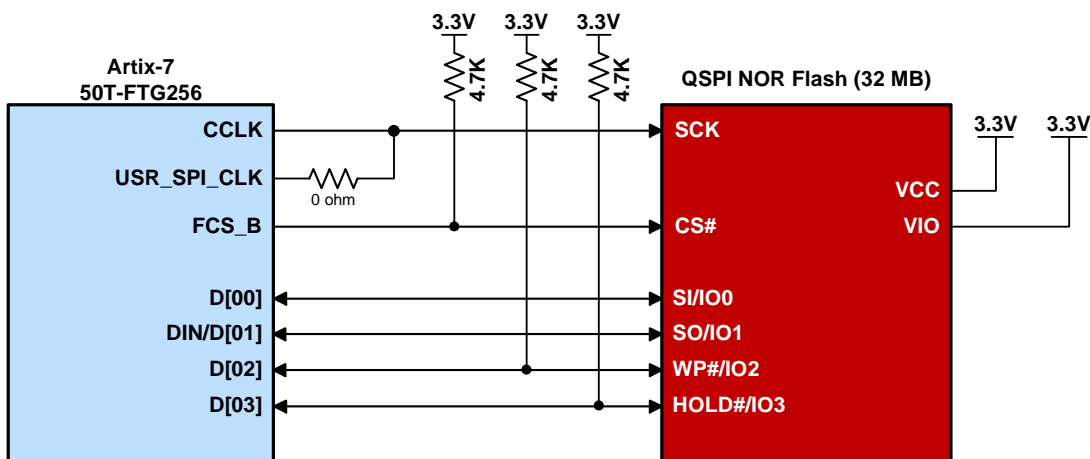 3.3V 3.3V 3.3V
4.7K 4.7K 4.7K
Artix-7
50T-FTG256
QSPI NOR Flash (32 MB)
CCLK
SCK
3.3V 3.3V
USR_SPI_CLK
0 ohm
VCC
FCS_B
CS#
VIO
D[00]
SI/IO0
DIN/D[01]
SO/IO1
D[02]
WP#/IO2
D[03]
HOLD#/IO3